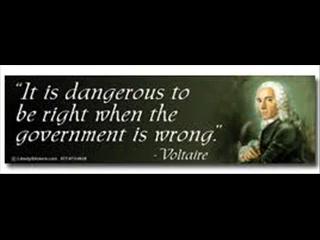 “It is dangerous to
be right when the
government is wrong.”
- Voltaire